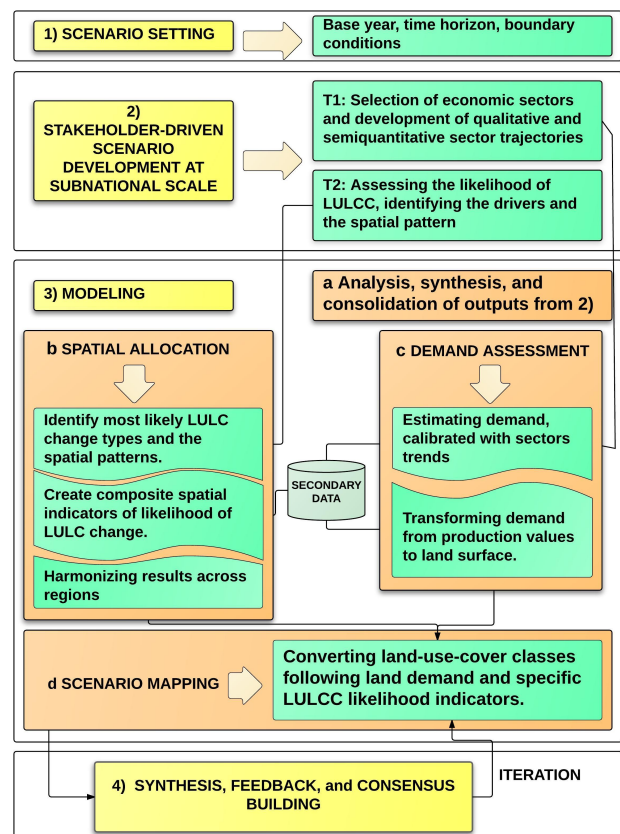 1) SCENARIO SETTING
Base year, time horizon, boundary
conditions
2)
STAKEHOLDER-DRIVEN
SCENARIO
DEVELOPMENT AT
SUBNATIONAL SCALE
T1: Selection of economic sectors
and development of qualitative and
semiquantitative sector trajectories
T2: Assessing the likelihood of
LULCC, identifying the drivers and
the spatial pattern
3) MODELING
a Analysis, synthesis, and
consolidation of outputs from 2)
b SPATIAL ALLOCATION
Identify most likely LULC
change types and the
spatial patterns.
Create composite spatial
indicators of likelihood of
LULC change.
Harmonizing results across
regions
SECONDARY
DATA
c DEMAND ASSESSMENT
Estimating demand,
calibrated with sectors
trends
Transforming demand
from production values
to land surface.
d SCENARIO MAPPING
Converting land-use-cover classes
following land demand and specific
LULCC likelihood indicators.
4) SYNTHESIS, FEEDBACK, and CONSENSUS
BUILDING
ITERATION